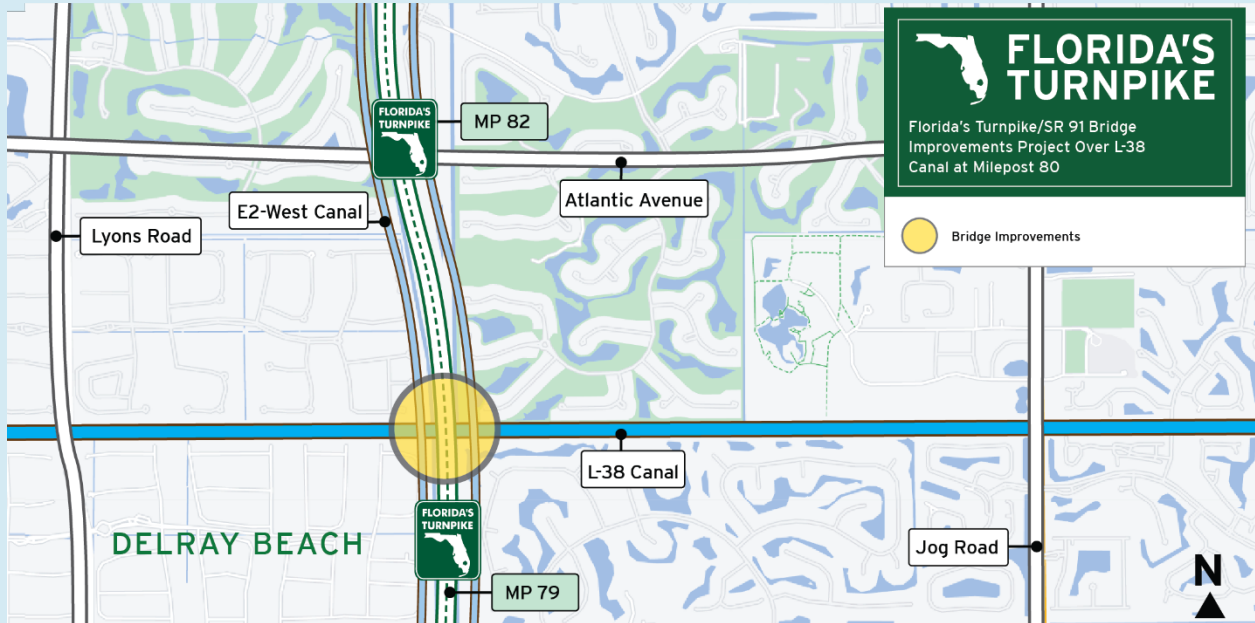 FLORIDA'S
TURNPIKE
Florida's Turnpike/SR 91 Bridge
Improvements Project Over L-38
Canal at Milepost 80
Bridge Improvements
FLORIDA'S
TURNPIKE
MP 82
Atlantic Avenue
E2-West Canal
Lyons Road
L-38 Canal
FLORIDA'S
TURNPIKE
DELRAY BEACH
Jog Road
MP 79
N